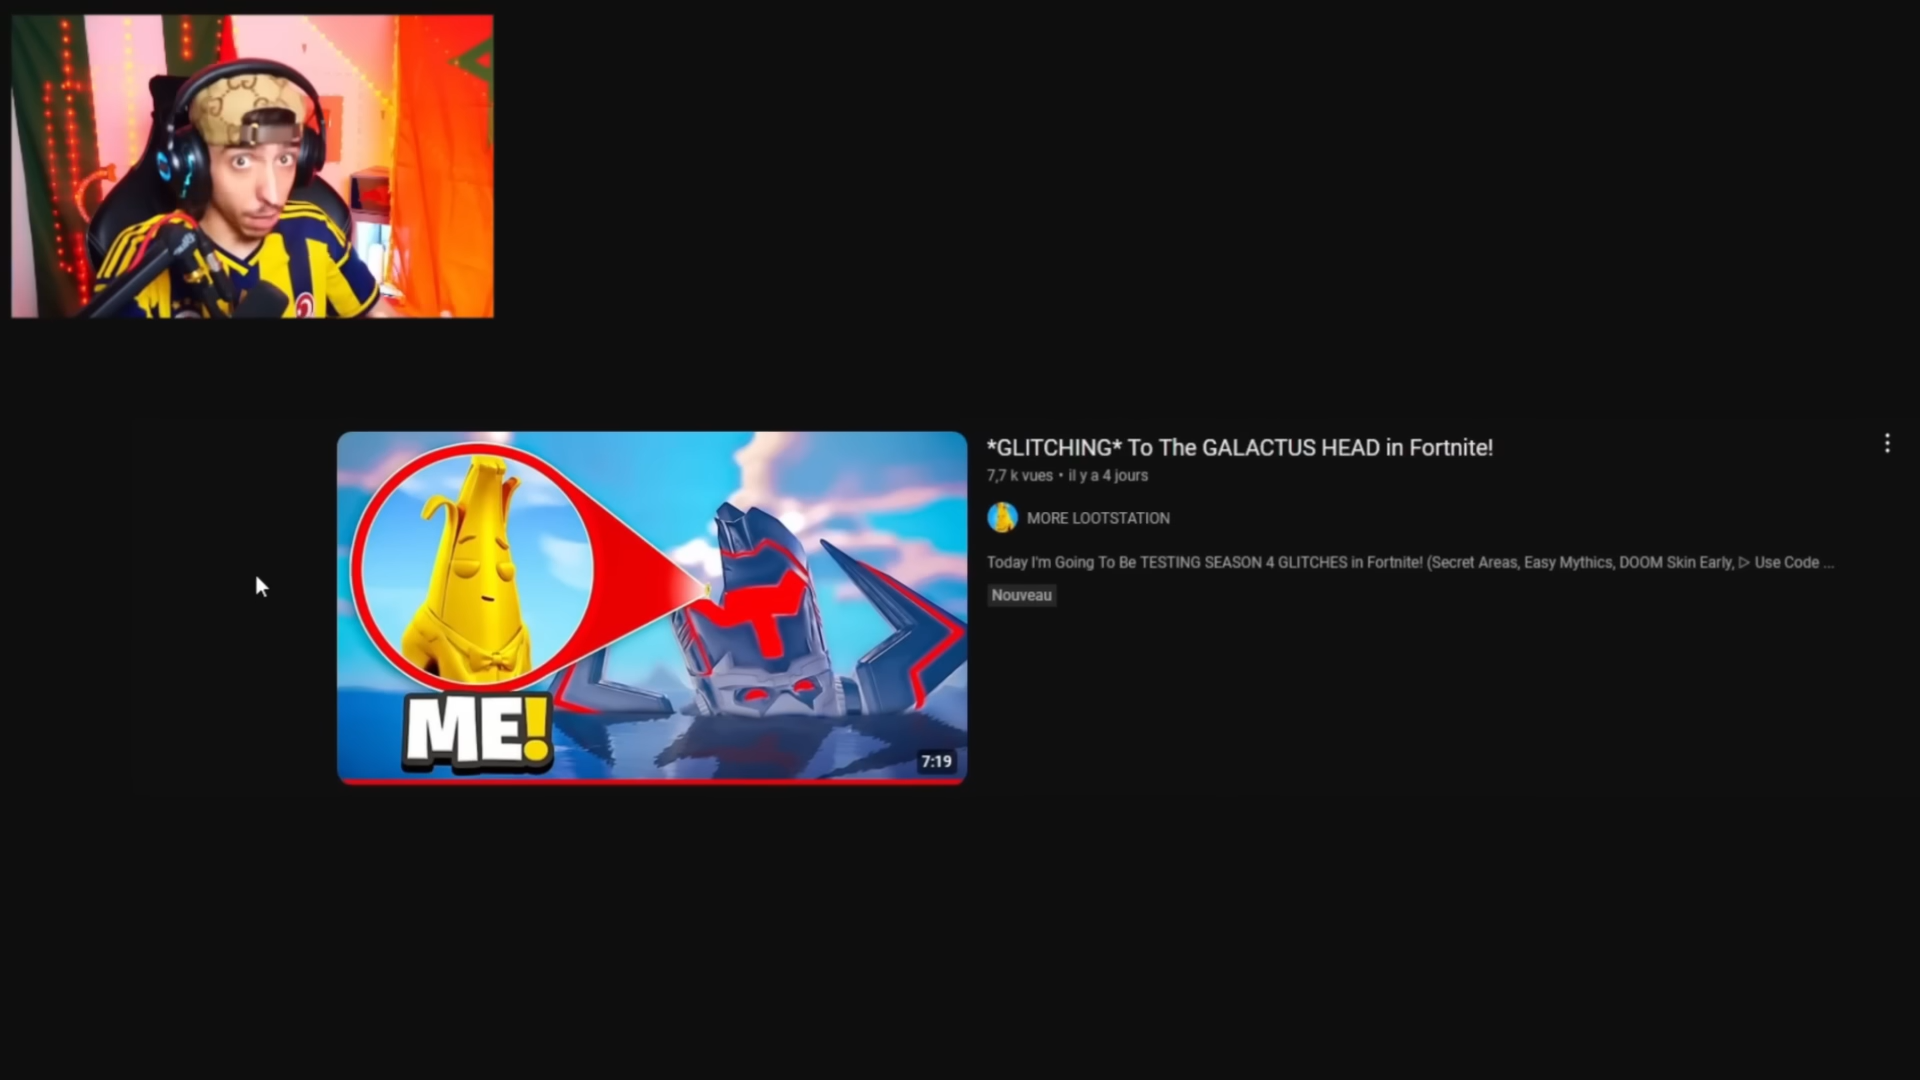 *GLITCHING* To The GALACTUS HEAD in Fortnite!
7,7 k vues • il y a 4 jours
MORE LOOTSTATION
Today I'm Going To Be TESTING SEASON 4 GLITCHES in Fortnite! (Secret Areas, Easy Mythics, DOOM Skin Early, ▷ Use Code ...
Nouveau
ME!
7:19